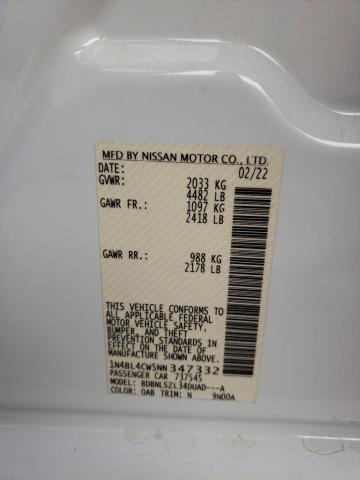 MFD BY NISSAN MOTOR CO., LTD.
DATE: 02/22
GVWR: 2033 KG
4482 LB
GAWR FR.: 1097 KG
2418 LB
GAWR RR.: 988 KG
2178 LB
THIS VEHICLE CONFORMS TO
ALL APPLICABLE FEDERAL
MOTOR VEHICLE SAFETY,
BUMPER, AND THEFT
PREVENTION STANDARDS IN
EFFECT ON THE DATE OF
MANUFACTURE SHOWN ABOVE.
1N4BL4CW5NN347332
PASSENGER CAR 737545
MODEL: BDBNLSZL34DUAD---A
COLOR: QAB TRIM: N 9N00A